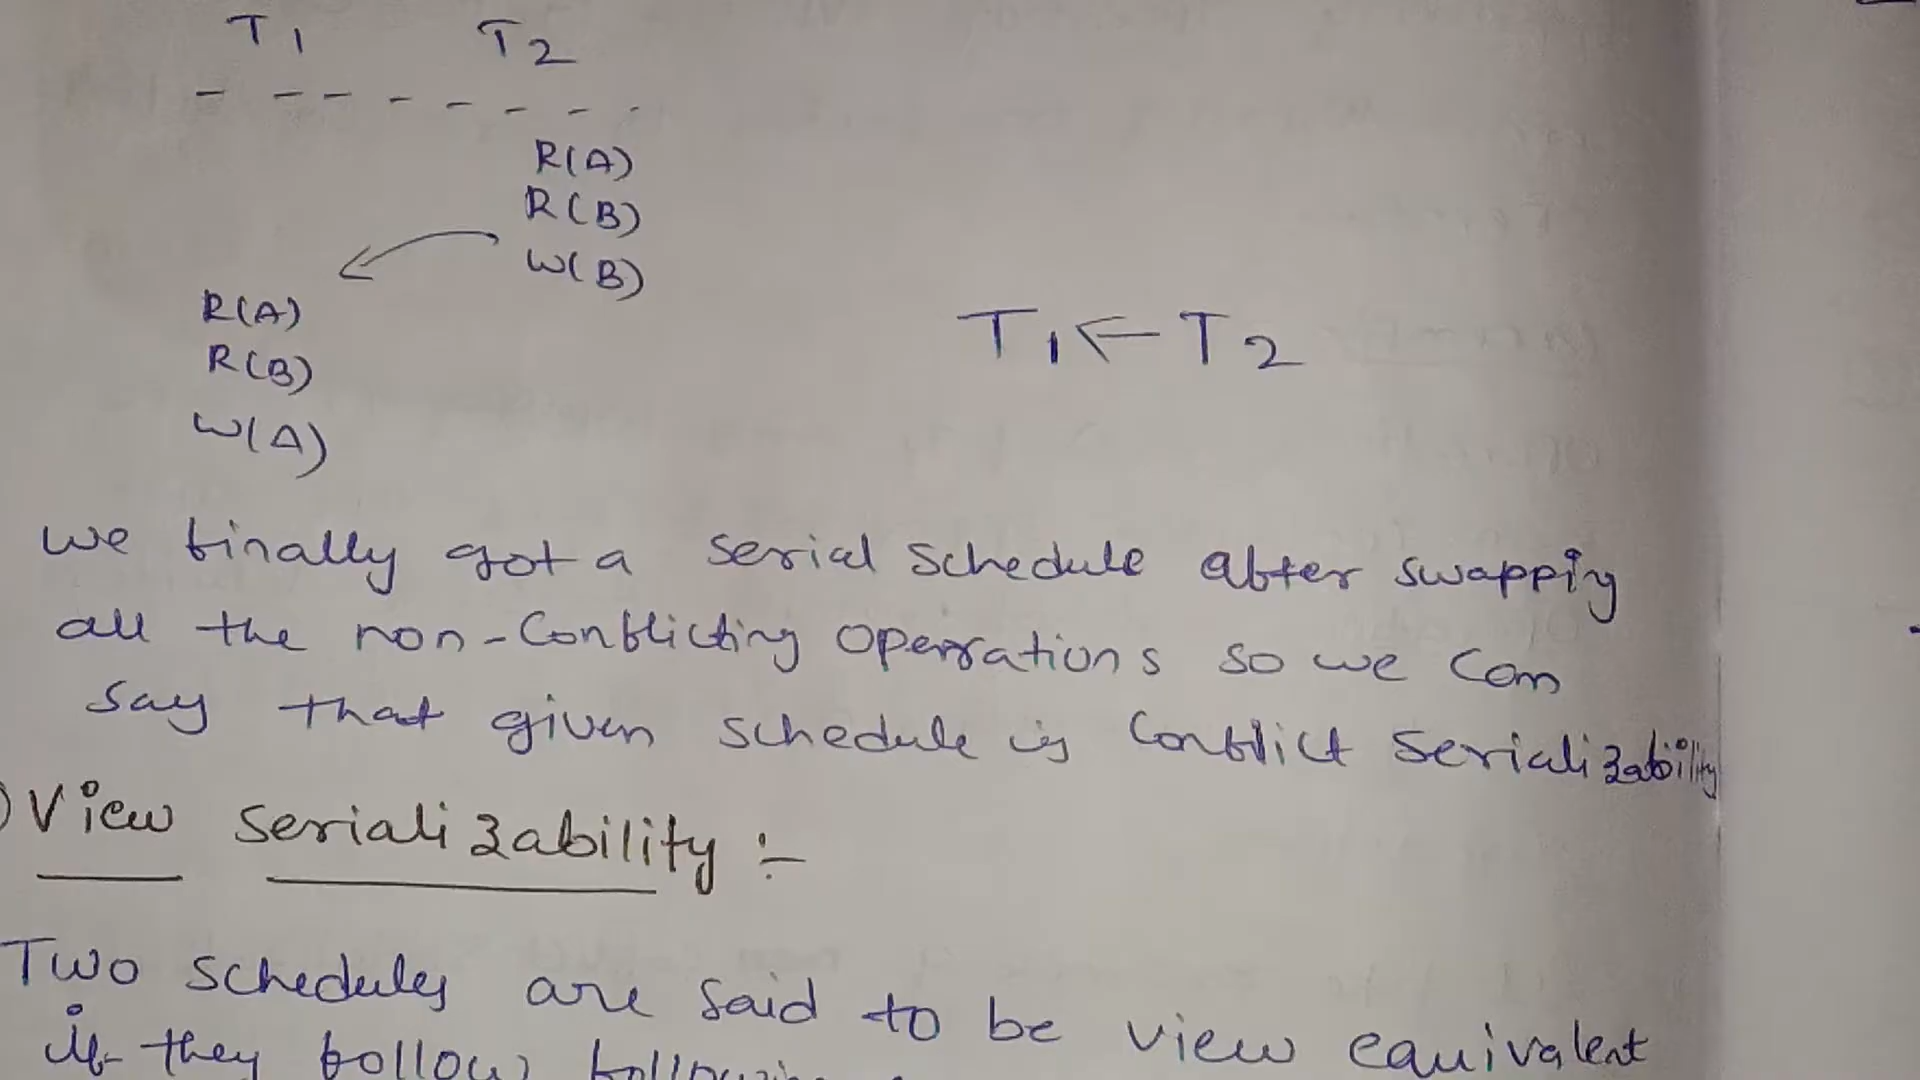 T1 T2
R(A)
R(B)
W(B)
R(A)
R(B)
W(A)
T1 ← T2
we finally got a serial schedule after swapping
all the non-Conflicting Operations so we Can
say that given schedule is Conflict Serializability
View serializability :-
Two schedules are said to be view equivalent
if they follow following